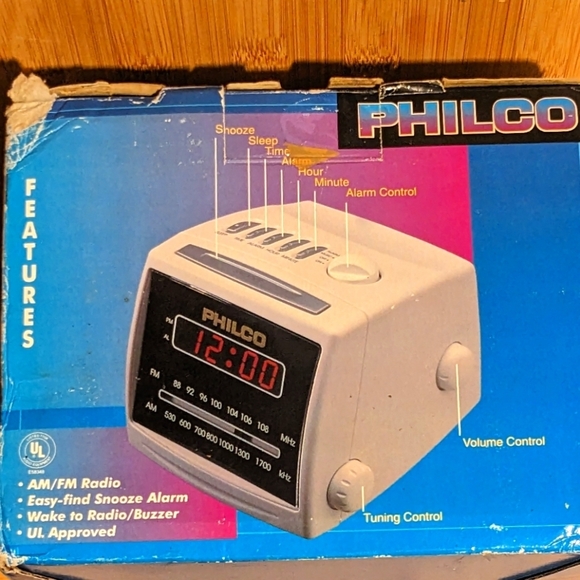 PHILCO
Snooze
Sleep
Time
Alarm
Hour
Minute
Alarm Control
FEATURES
PHILCO
PM
AL
12:00
FM 88 92 96 100 104 106 108 MHz
AM 530 600 700 800 1000 1300 1700 kHz
Volume Control
Tuning Control
UL
• AM/FM Radio
• Easy-find Snooze Alarm
• Wake to Radio/Buzzer
• UL Approved